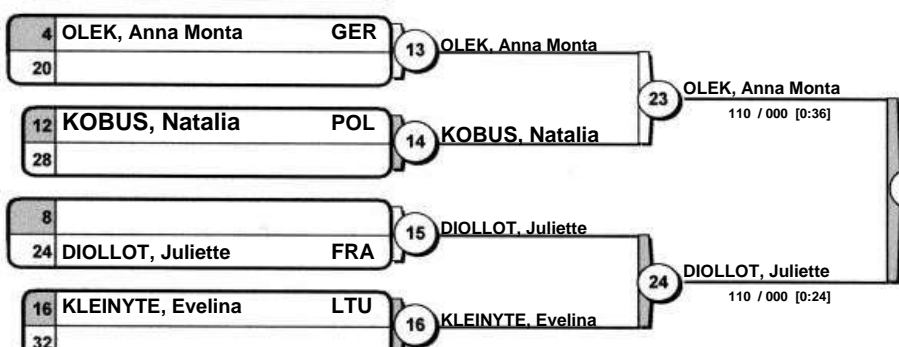 4 OLEK, Anna Monta GER
20
13 OLEK, Anna Monta
12 KOBUS, Natalia POL
28
14 KOBUS, Natalia
23 OLEK, Anna Monta
110 / 000 [0:36]
8
24 DIOLLOT, Juliette FRA
15 DIOLLOT, Juliette
16 KLEINYTE, Evelina LTU
32
16 KLEINYTE, Evelina
24 DIOLLOT, Juliette
110 / 000 [0:24]